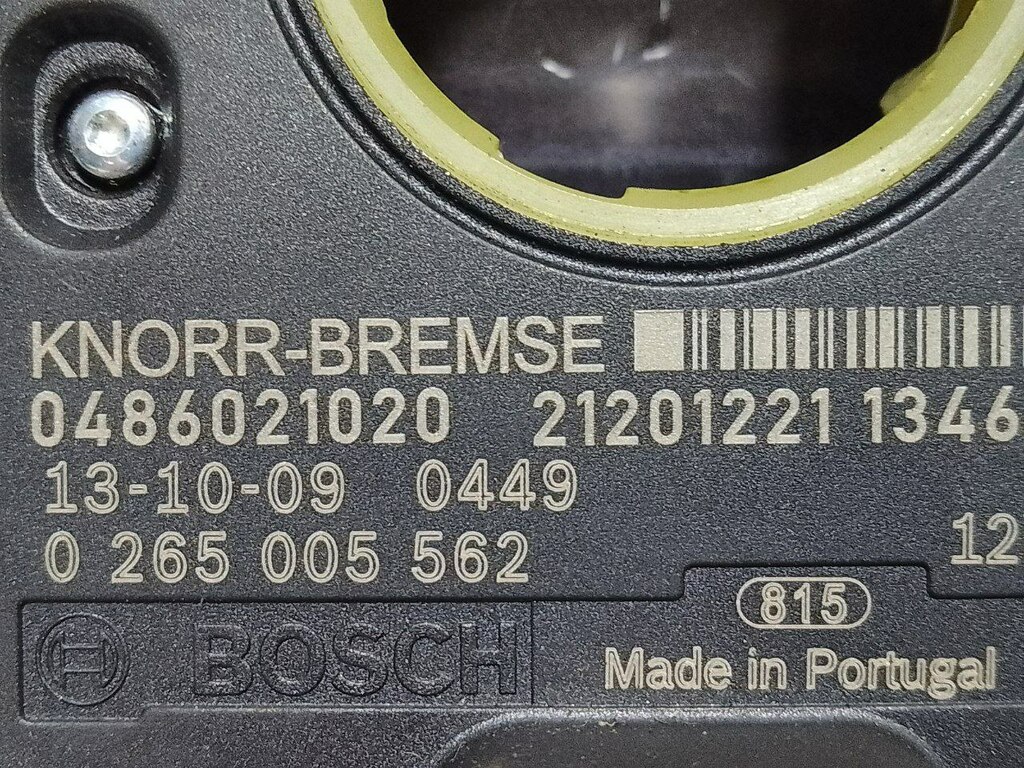 KNORR-BREMSE
0486021020 21201221 1346
13-10-09 0449
0 265 005 562
12
815
BOSCH
Made in Portugal